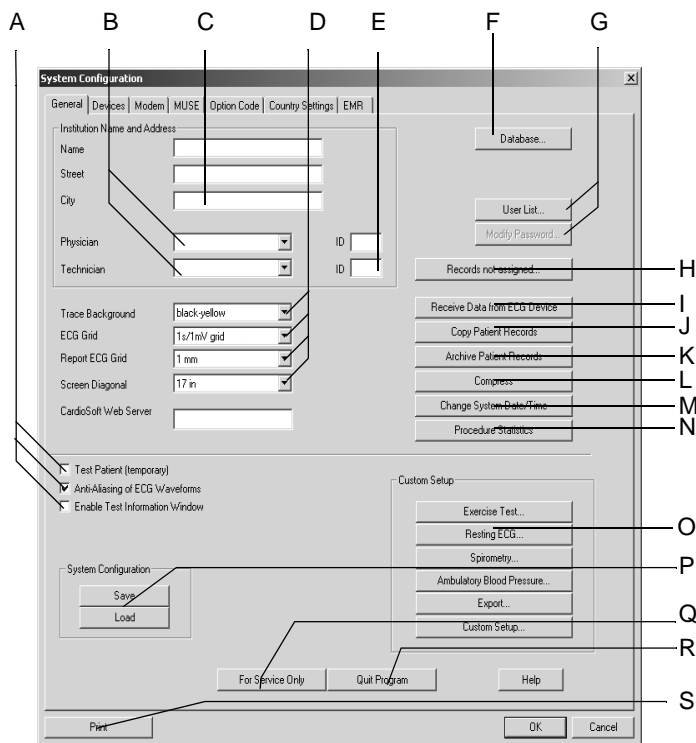 A B C D E F G
System Configuration
General Devices Modem MUSE Option Code Country Settings EMR
Institution Name and Address
Name
Street
City
Physician ID
Technician ID
Database...
User List...
Modify Password...
Records not assigned... H
Receive Data from ECG Device I
Copy Patient Records J
Archive Patient Records K
Compress L
Change System Date/Time M
Procedure Statistics N
Trace Background black-yellow
ECG Grid 1s/1mV grid
Report ECG Grid 1 mm
Screen Diagonal 17 in
CardioSoft Web Server
Test Patient (temporary)
Anti-Aliasing of ECG Waveforms
Enable Test Information Window
Custom Setup
Exercise Test...
Resting ECG... O
Spirometry...
Ambulatory Blood Pressure...
Export...
Custom Setup...
System Configuration
Save
Load
P
Q
R
For Service Only Quit Program Help
Print S
OK Cancel